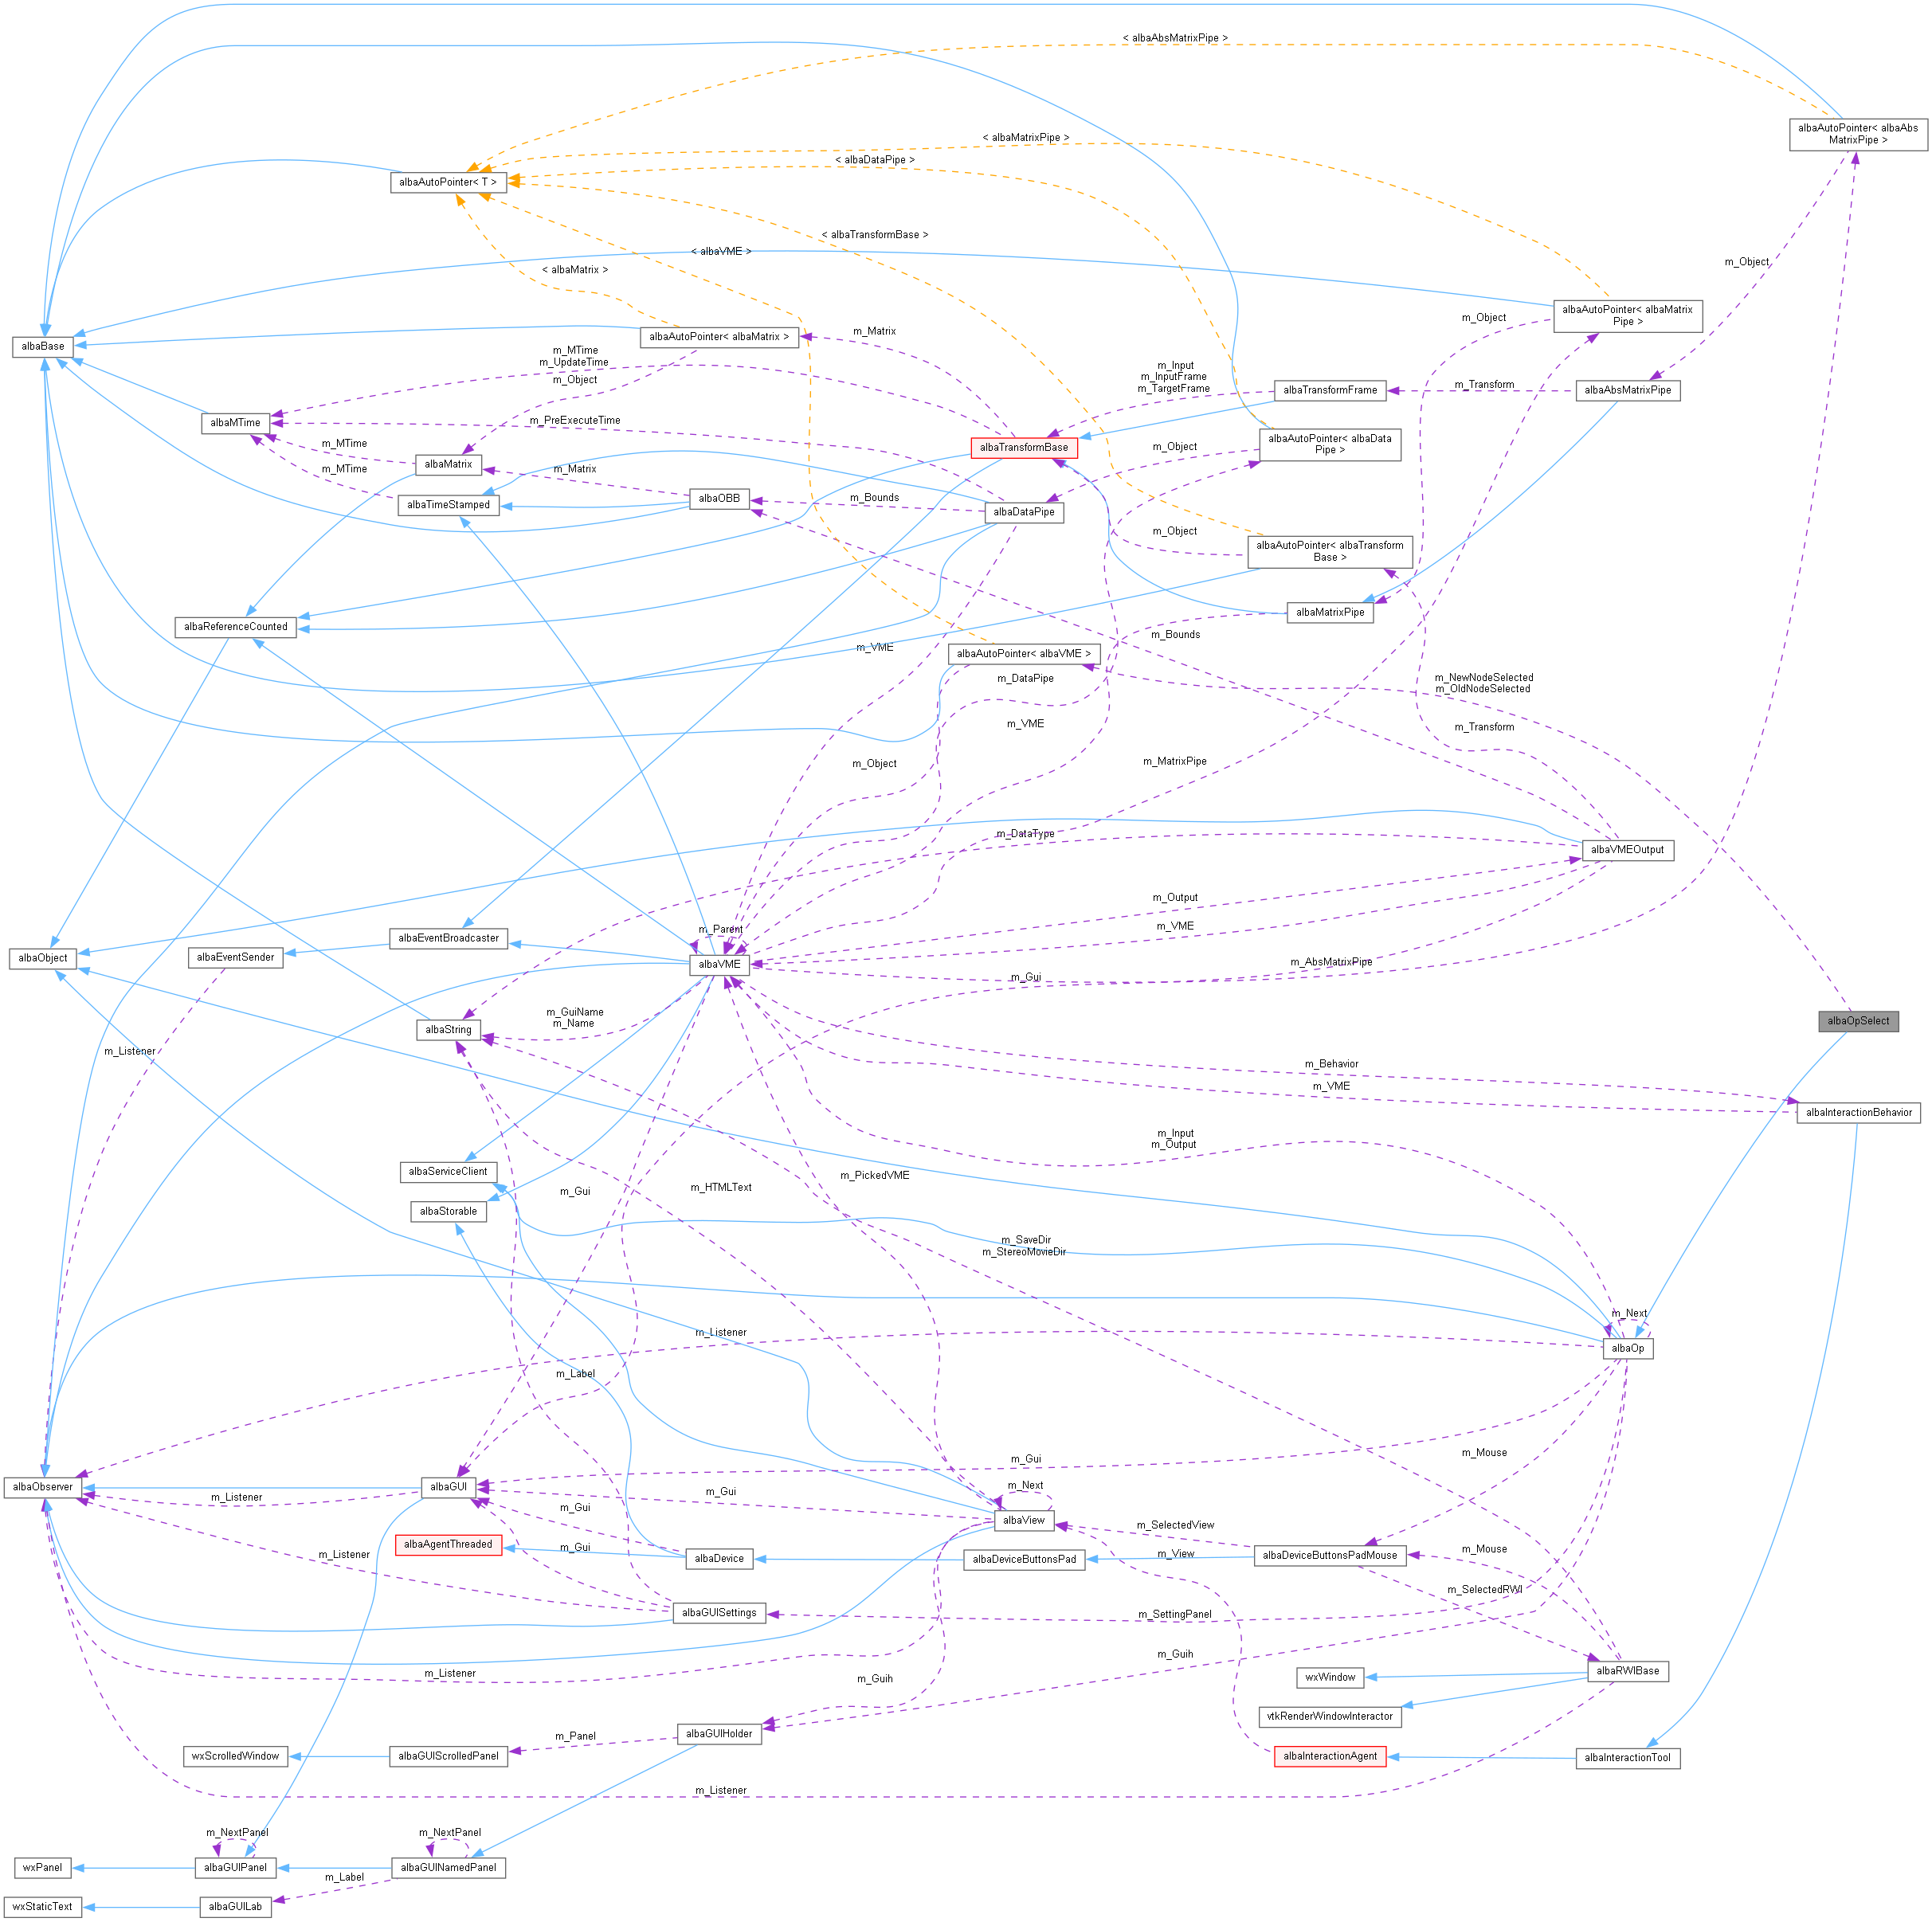 < albaAbsMatrixPipe >
albaAutoPointer< albaAbs
MatrixPipe >
< albaMatrixPipe >
< albaDataPipe >
albaAutoPointer< T >
< albaTransformBase >
< albaVME >
< albaMatrix >
m_Object
albaAutoPointer< albaMatrix
Pipe >
m_Object
albaBase
albaAutoPointer< albaMatrix >
m_Matrix
m_MTime
m_UpdateTime
m_Object
m_Input
m_InputFrame
m_TargetFrame
albaTransformFrame
m_Transform
albaAbsMatrixPipe
albaMTime
m_PreExecuteTime
m_MTime
albaMatrix
albaTransformBase
albaAutoPointer< albaData
Pipe >
m_Object
m_MTime
m_Matrix
albaTimeStamped
albaOBB
m_Bounds
albaDataPipe
m_Object
albaAutoPointer< albaTransform
Base >
albaReferenceCounted
albaMatrixPipe
m_VME
albaAutoPointer< albaVME >
m_Bounds
m_DataPipe
m_NewNodeSelected
m_OldNodeSelected
m_VME
m_Transform
m_Object
m_MatrixPipe
m_DataType
albaVMEOutput
m_Output
m_VME
albaObject
albaEventSender
albaEventBroadcaster
m_Parent
albaVME
m_AbsMatrixPipe
m_Gui
m_GuiName
m_Name
albaString
albaOpSelect
m_Listener
m_Behavior
m_VME
albaInteractionBehavior
m_Input
m_Output
albaServiceClient
m_Gui
m_HTMLText
m_PickedVME
albaStorable
m_SaveDir
m_StereoMovieDir
m_Next
m_Listener
albaOp
m_Label
m_Gui
m_Mouse
albaObserver
m_Listener
albaGUI
m_Gui
m_Next
albaView
m_Gui
m_SelectedView
albaAgentThreaded
m_Listener
m_Gui
albaDevice
albaDeviceButtonsPad
m_View
albaDeviceButtonsPadMouse
m_Mouse
m_SelectedRWI
albaGUISettings
m_SettingPanel
m_Guih
m_Listener
m_Guih
wxWindow
albaRWIBase
vtkRenderWindowInteractor
albaGUIHolder
m_Panel
wxScrolledWindow
albaGUIScrolledPanel
albaInteractionAgent
albaInteractionTool
m_Listener
m_NextPanel
m_NextPanel
wxPanel
albaGUIPanel
albaGUINamedPanel
m_Label
wxStaticText
albaGUILab